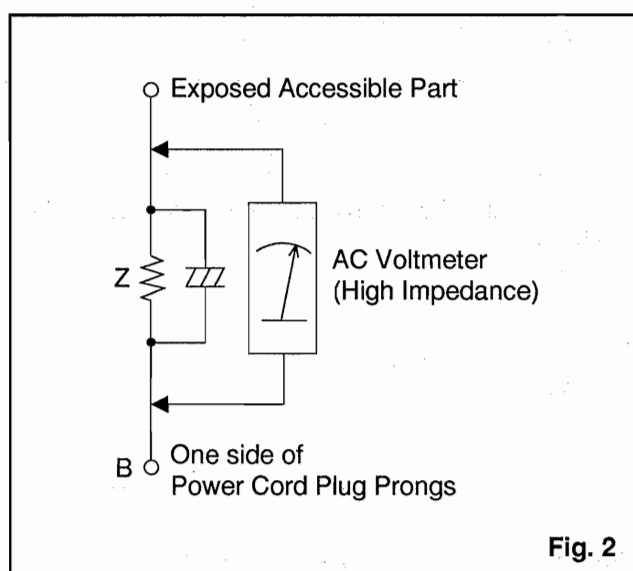 Exposed Accessible Part
Z
AC Voltmeter
(High Impedance)
B
One side of
Power Cord Plug Prongs
Fig. 2